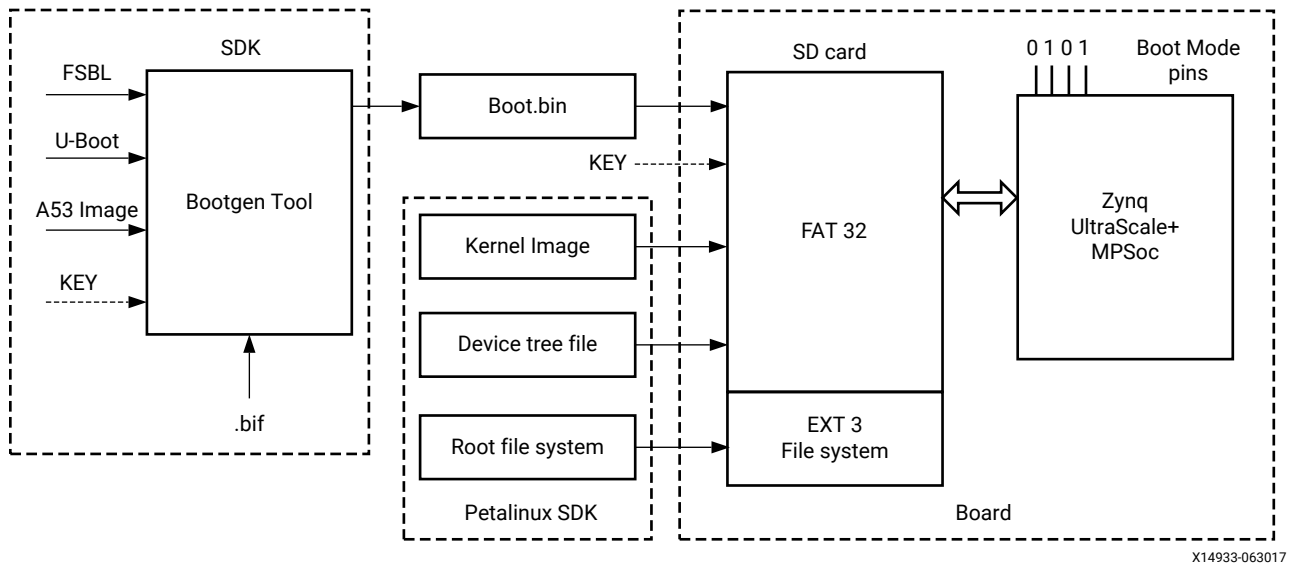 SDK
FSBL
U-Boot
A53 Image
KEY
Bootgen Tool
.bif
Boot.bin
KEY
Kernel Image
Device tree file
Root file system
Petalinux SDK
SD card
FAT 32
EXT 3
File system
0 1 0 1
Boot Mode
pins
Zynq
UltraScale+
MPSoc
Board
X14933-063017